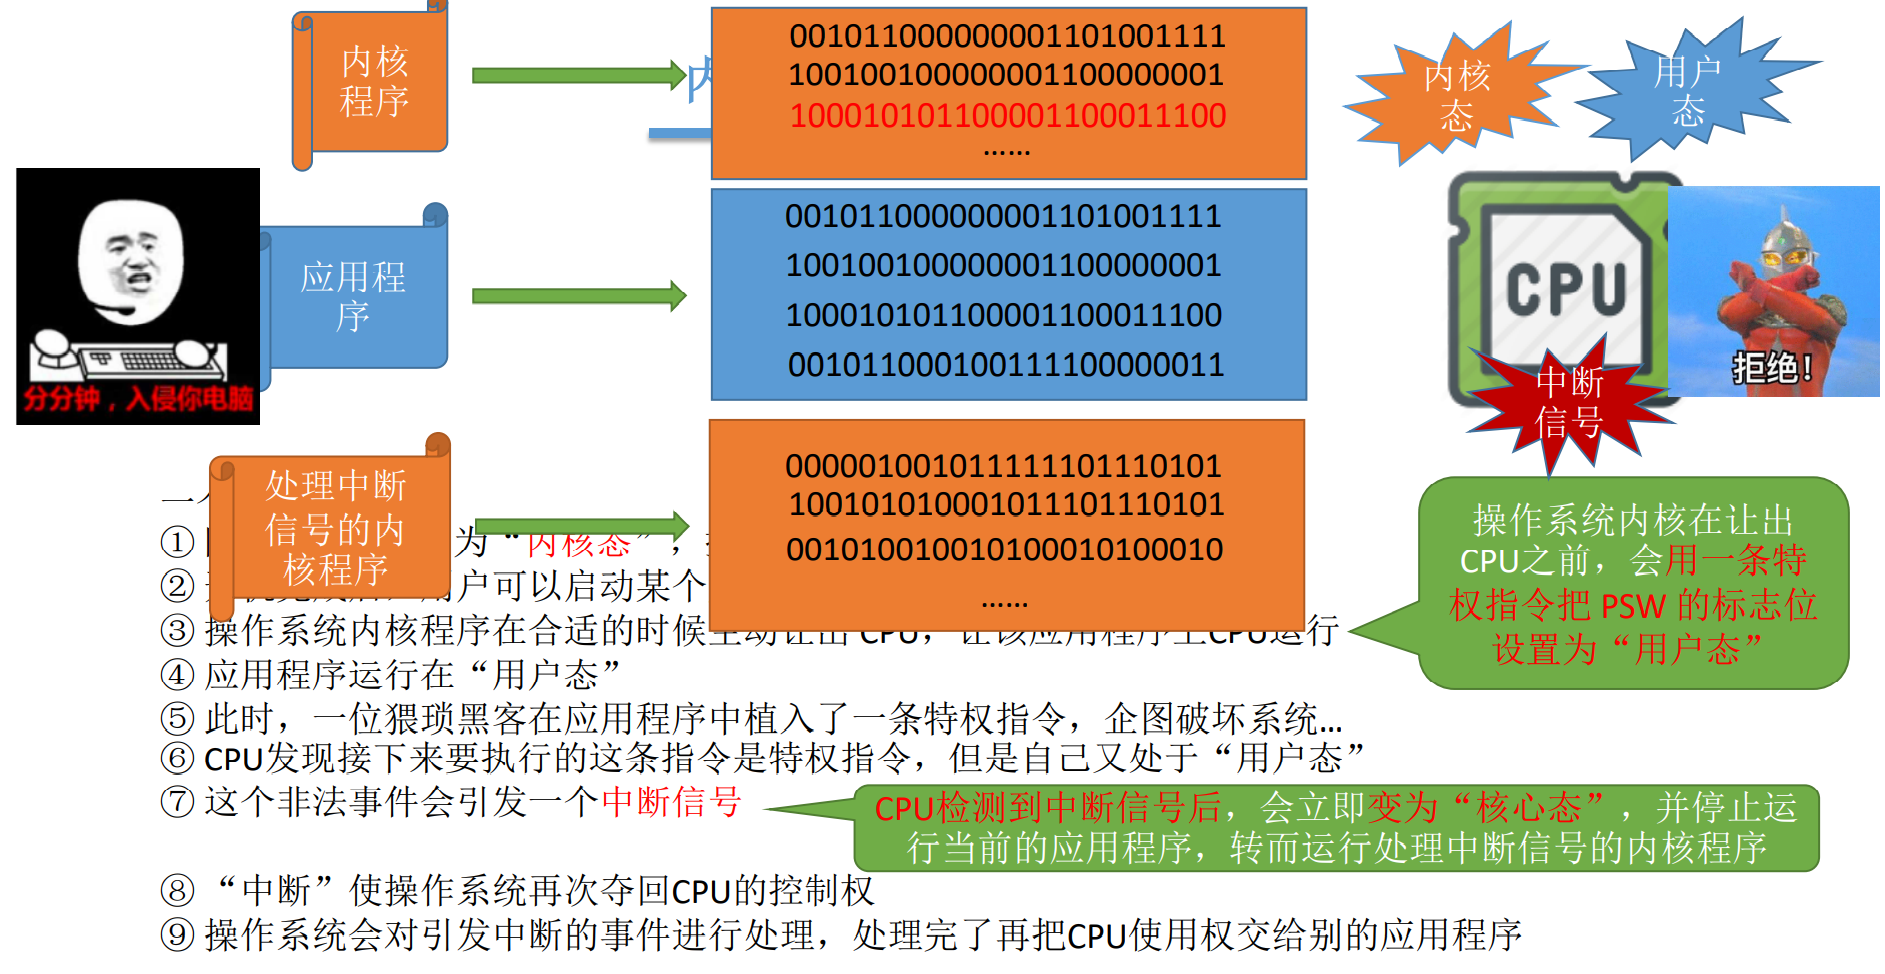 内核
程序
内
001011000000001101001111
100100100000001100000001
100010101100001100011100
......
内核
态
用户
态
分分钟，入侵你电脑
应用程
序
001011000000001101001111
100100100000001100000001
100010101100001100011100
001011000100111100000011
CPU
拒绝！
中断
信号
处理中断
信号的内
核程序
000001001011111101110101
100101010001011101110101
001010010010100010100010
......
操作系统内核在让出
CPU之前，会用一条特
权指令把 PSW 的标志位
设置为“用户态”
① 为“内核态”，
② 户可以启动某个
③ 操作系统内核程序在合适的时候主动让出 CPU，让该应用程序上CPU运行
④ 应用程序运行在“用户态”
⑤ 此时，一位猥琐黑客在应用程序中植入了一条特权指令，企图破坏系统...
⑥ CPU发现接下来要执行的这条指令是特权指令，但是自己又处于“用户态”
⑦ 这个非法事件会引发一个中断信号
CPU检测到中断信号后，会立即变为“核心态”，并停止运
行当前的应用程序，转而运行处理中断信号的内核程序
⑧ “中断”使操作系统再次夺回CPU的控制权
⑨ 操作系统会对引发中断的事件进行处理，处理完了再把CPU使用权交给别的应用程序